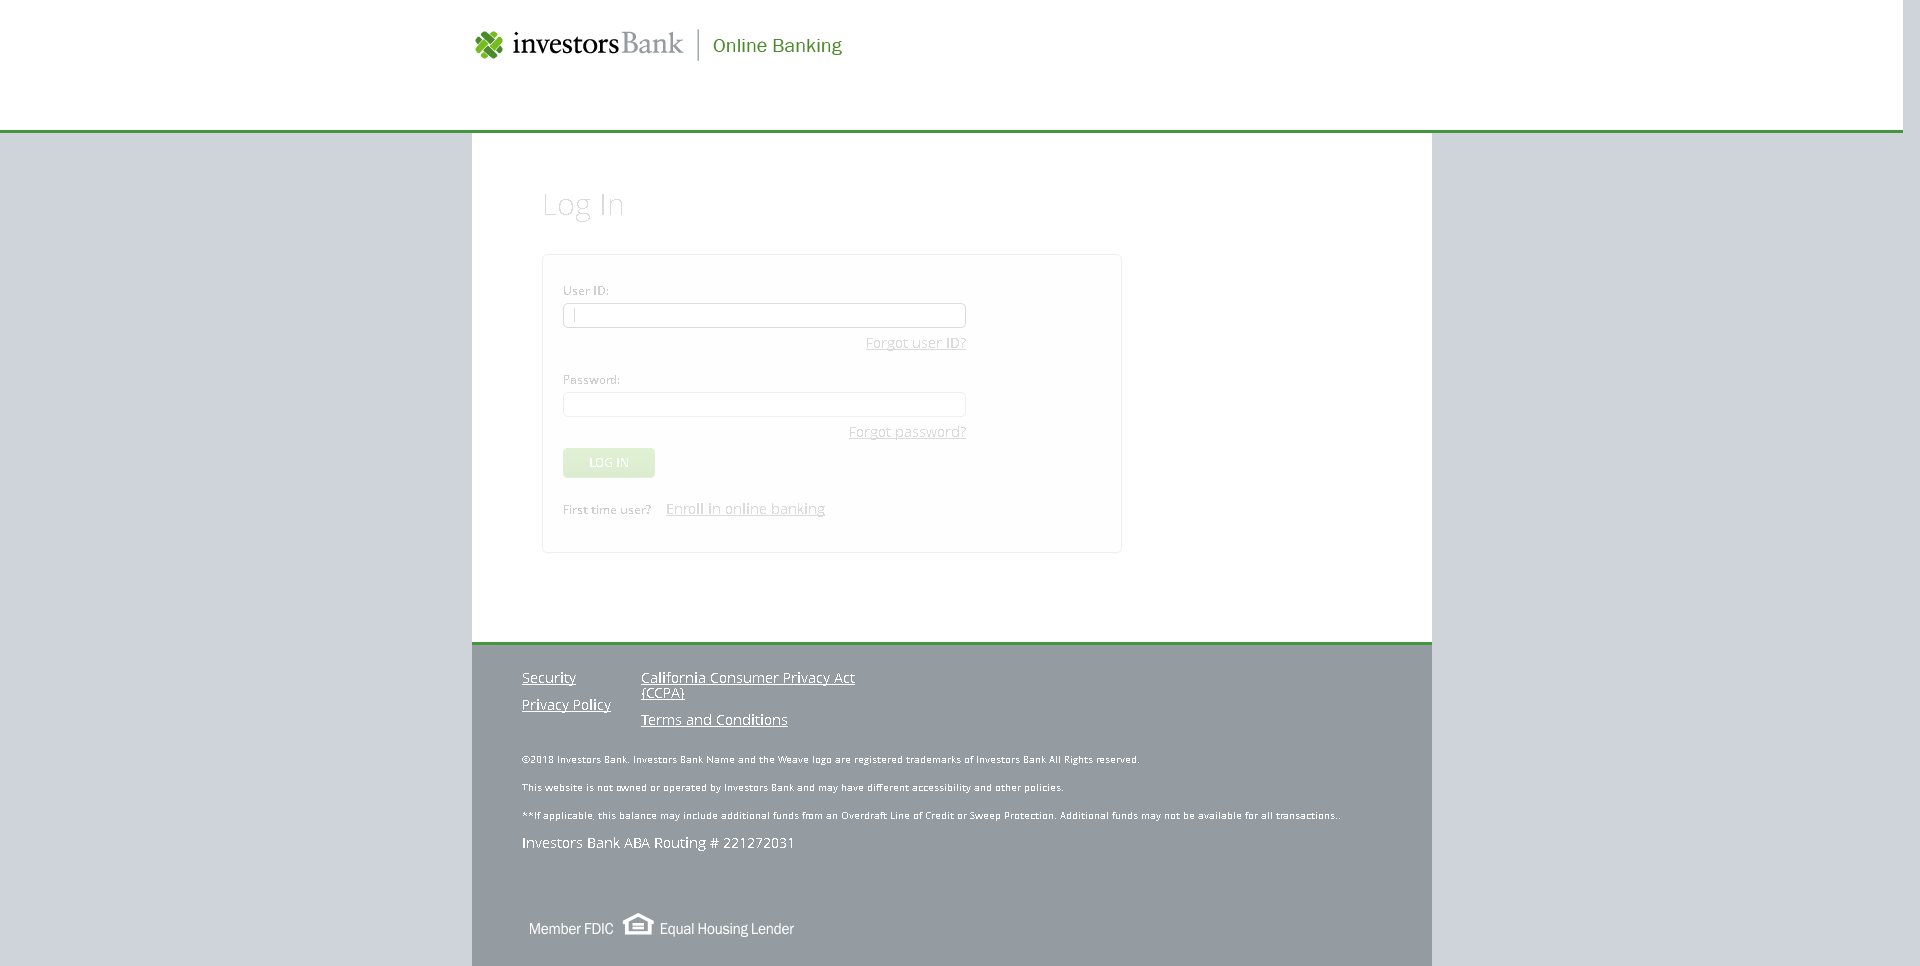 investorsBank Online Banking
Log In
User ID:
Forgot user ID?
Password:
Forgot password?
LOG IN
First time user? Enroll in online banking
Security
Privacy Policy
California Consumer Privacy Act
(CCPA)
Terms and Conditions
©2018 Investors Bank. Investors Bank Name and the Weave logo are registered trademarks of Investors Bank All Rights reserved.
This website is not owned or operated by Investors Bank and may have different accessibility and other policies.
**If applicable, this balance may include additional funds from an Overdraft Line of Credit or Sweep Protection. Additional funds may not be available for all transactions..
Investors Bank ABA Routing # 221272031
Member FDIC Equal Housing Lender